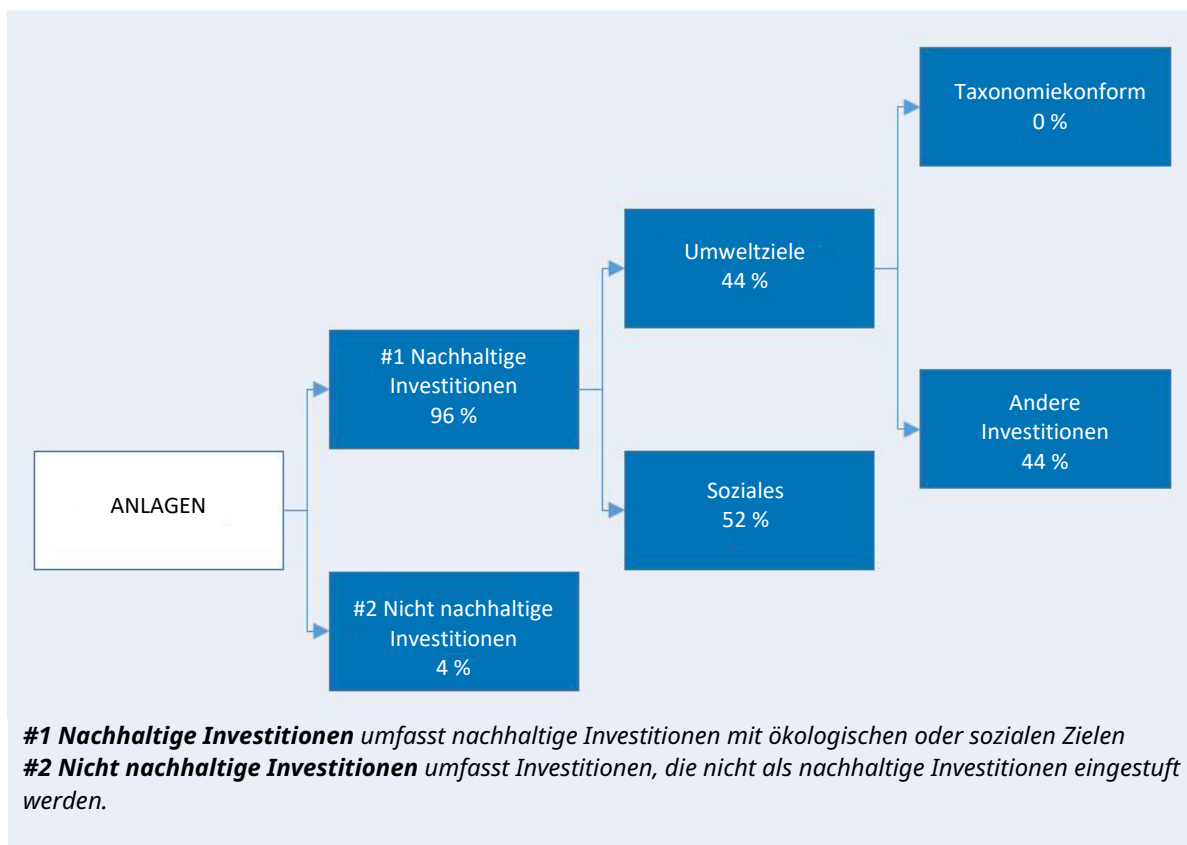 Taxonomiekonform
0 %
Umweltziele
44 %
#1 Nachhaltige
Investitionen
96 %
Andere
Investitionen
44 %
ANLAGEN
Soziales
52 %
#2 Nicht nachhaltige
Investitionen
4 %
#1 Nachhaltige Investitionen umfasst nachhaltige Investitionen mit ökologischen oder sozialen Zielen
#2 Nicht nachhaltige Investitionen umfasst Investitionen, die nicht als nachhaltige Investitionen eingestuft
werden.